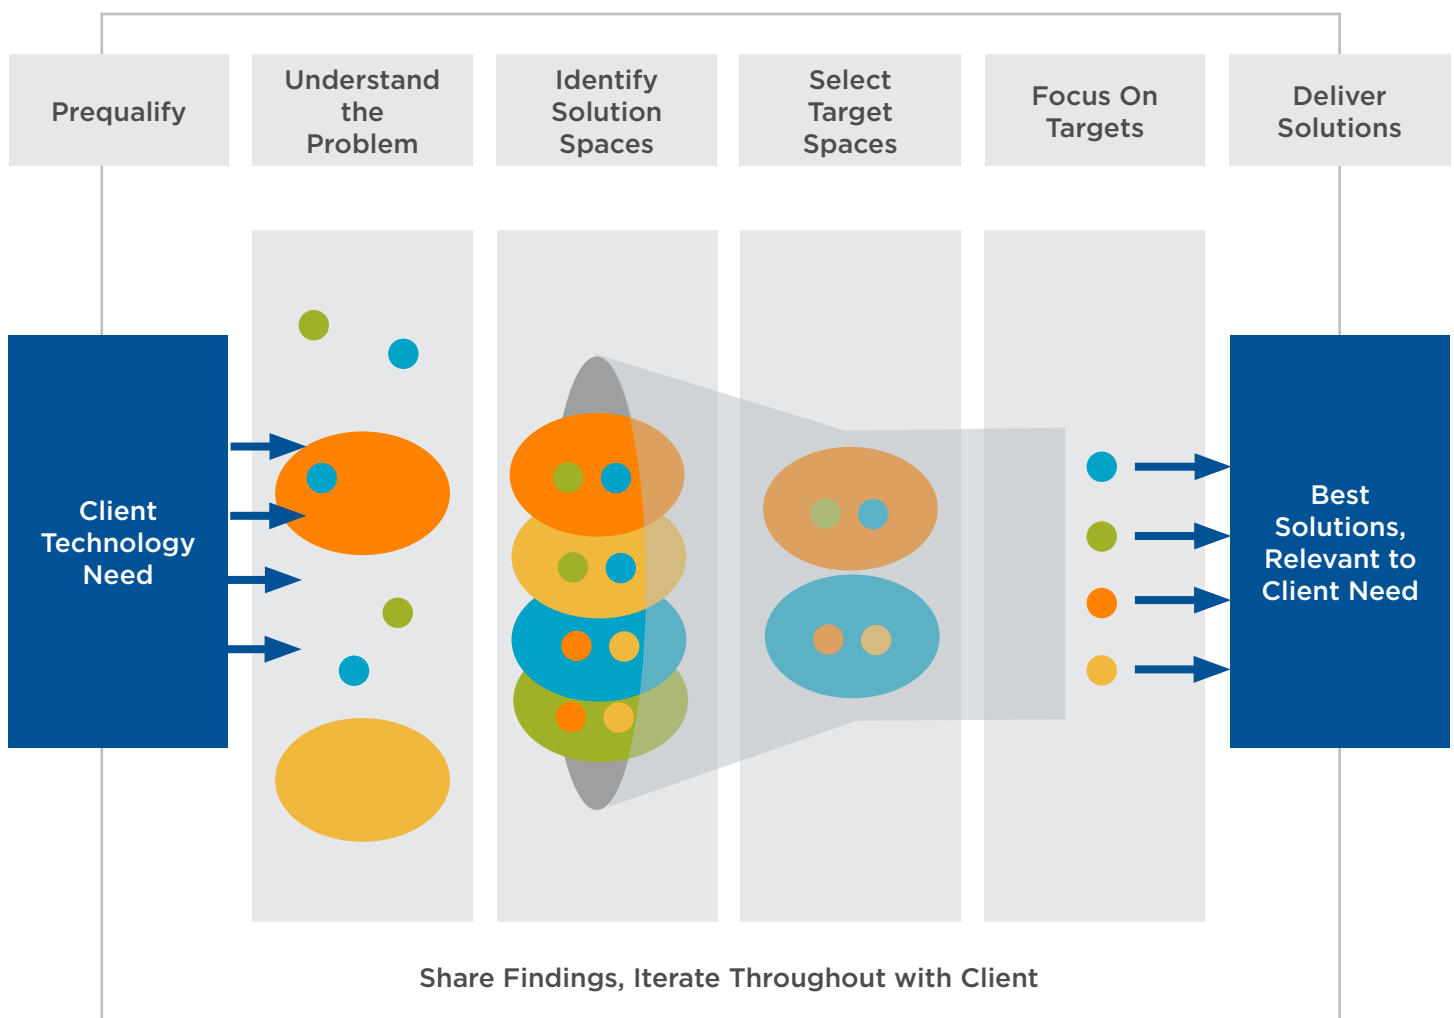 Prequalify
Understand
the
Problem
Identify
Solution
Spaces
Select
Target
Spaces
Focus On
Targets
Deliver
Solutions
Client
Technology
Need
Best
Solutions,
Relevant to
Client Need
Share Findings, Iterate Throughout with Client